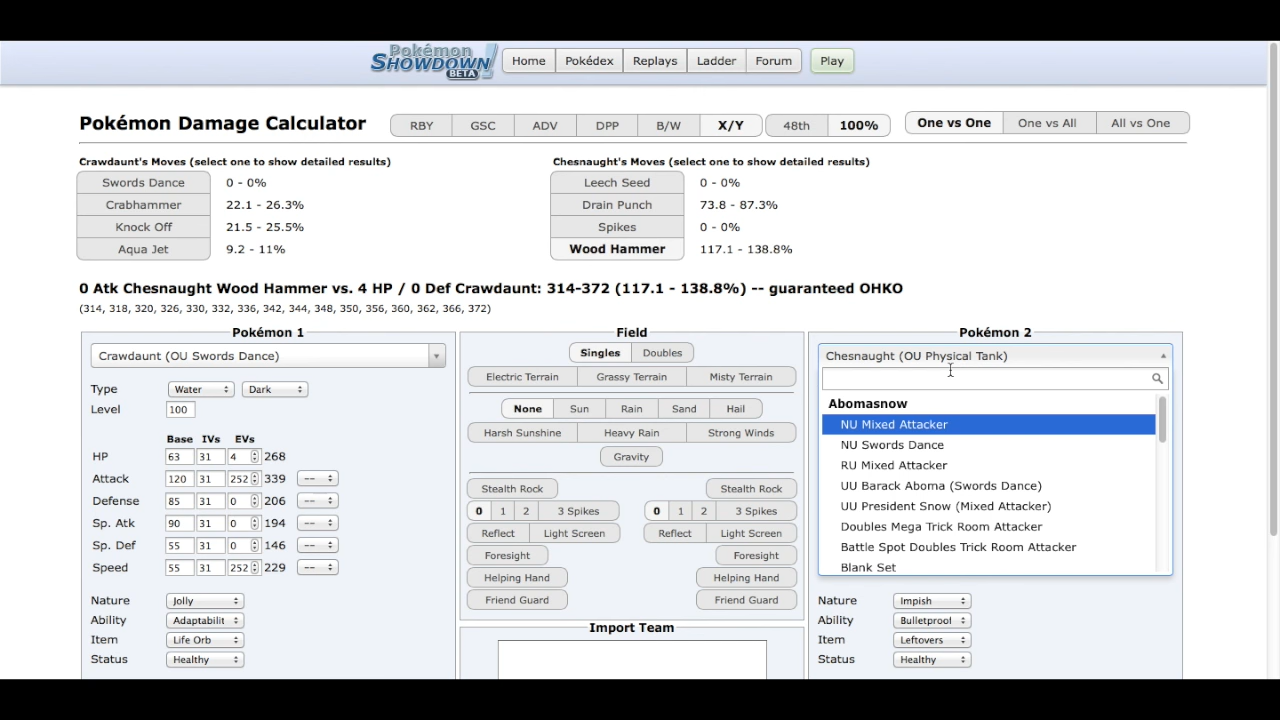 Pokémon SHOWDOWN! BETA
Home Pokédex Replays Ladder Forum Play
Pokémon Damage Calculator RBY GSC ADV DPP B/W X/Y 48th 100% One vs One One vs All All vs One
Crawdaunt's Moves (select one to show detailed results)
Swords Dance 0 - 0%
Crabhammer 22.1 - 26.3%
Knock Off 21.5 - 25.5%
Aqua Jet 9.2 - 11%
Chesnaught's Moves (select one to show detailed results)
Leech Seed 0 - 0%
Drain Punch 73.8 - 87.3%
Spikes 0 - 0%
Wood Hammer 117.1 - 138.8%
0 Atk Chesnaught Wood Hammer vs. 4 HP / 0 Def Crawdaunt: 314-372 (117.1 - 138.8%) -- guaranteed OHKO
(314, 318, 320, 326, 330, 332, 336, 342, 344, 348, 350, 356, 360, 362, 366, 372)
Pokémon 1
Crawdaunt (OU Swords Dance)
Type Water Dark
Level 100
Base IVs EVs
HP 63 31 4 268
Attack 120 31 252 339 --
Defense 85 31 0 206 --
Sp. Atk 90 31 0 194 --
Sp. Def 55 31 0 146 --
Speed 55 31 252 229 --
Nature Jolly
Ability Adaptabilit
Item Life Orb
Status Healthy
Field
Singles Doubles
Electric Terrain Grassy Terrain Misty Terrain
None Sun Rain Sand Hail
Harsh Sunshine Heavy Rain Strong Winds
Gravity
Stealth Rock Stealth Rock
0 1 2 3 Spikes 0 1 2 3 Spikes
Reflect Light Screen Reflect Light Screen
Foresight Foresight
Helping Hand Helping Hand
Friend Guard Friend Guard
Import Team
Pokémon 2
Chesnaught (OU Physical Tank)
Abomasnow
NU Mixed Attacker
NU Swords Dance
RU Mixed Attacker
UU Barack Aboma (Swords Dance)
UU President Snow (Mixed Attacker)
Doubles Mega Trick Room Attacker
Battle Spot Doubles Trick Room Attacker
Blank Set
Nature Impish
Ability Bulletproof
Item Leftovers
Status Healthy